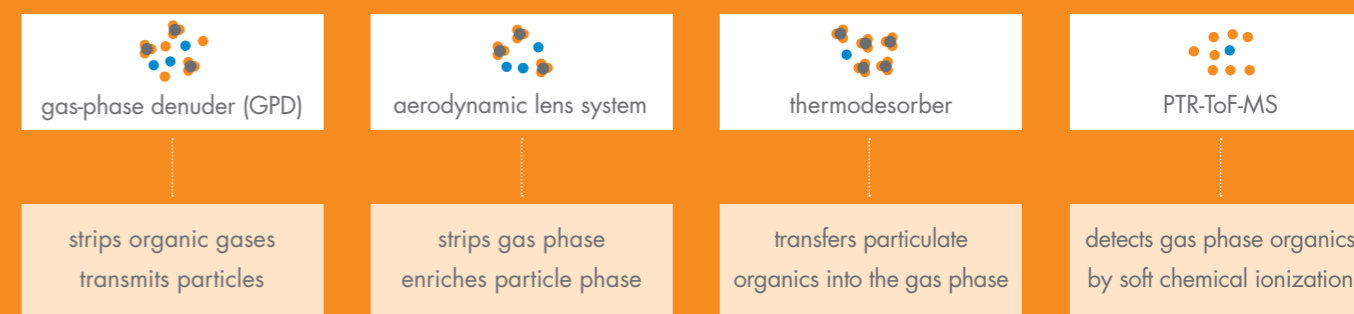 gas-phase denuder (GPD)
aerodynamic lens system
thermodesorber
PTR-ToF-MS
strips organic gases
transmits particles
strips gas phase
enriches particle phase
transfers particulate
organics into the gas phase
detects gas phase organics
by soft chemical ionization